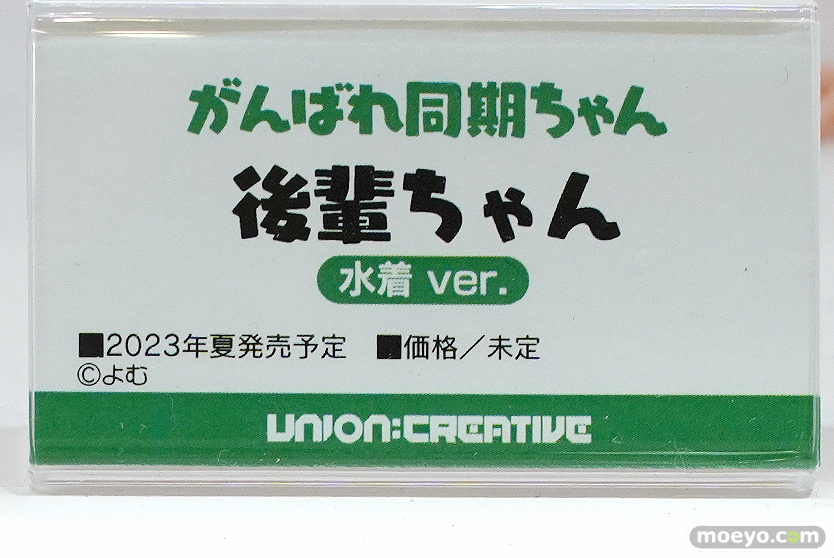 がんばれ同期ちゃん
後輩ちゃん
水着 ver.
■2023年夏発売予定 ■価格／未定
©よむ
UNION:CREATIVE
moeyo.com